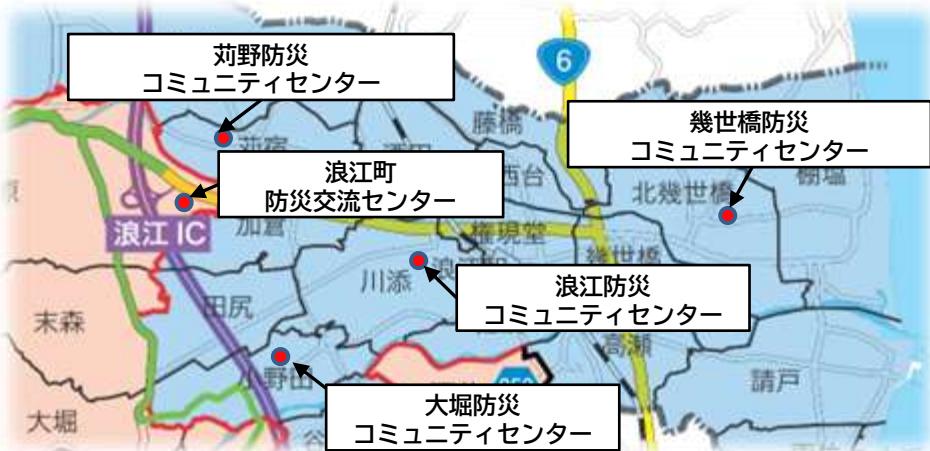 苅野防災
コミュニティセンター
6
幾世橋防災
コミュニティセンター
藤橋
苅宿
西台
浪江町
防災交流センター
北幾世橋
棚塩
浪江 IC
加倉
権現堂
幾世橋
川添
浪江防災
コミュニティセンター
田尻
末森
高瀬
小野田
請戸
大堀防災
コミュニティセンター
大堀